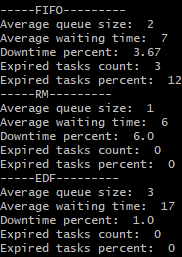 -----FIFO---------
Average queue size:  2
Average waiting time:  7
Downtime percent:  3.67
Expired tasks count:  3
Expired tasks percent:  12
-----RM---------
Average queue size:  1
Average waiting time:  6
Downtime percent:  6.0
Expired tasks count:  0
Expired tasks percent:  0
-----EDF---------
Average queue size:  3
Average waiting time:  17
Downtime percent:  1.0
Expired tasks count:  0
Expired tasks percent:  0